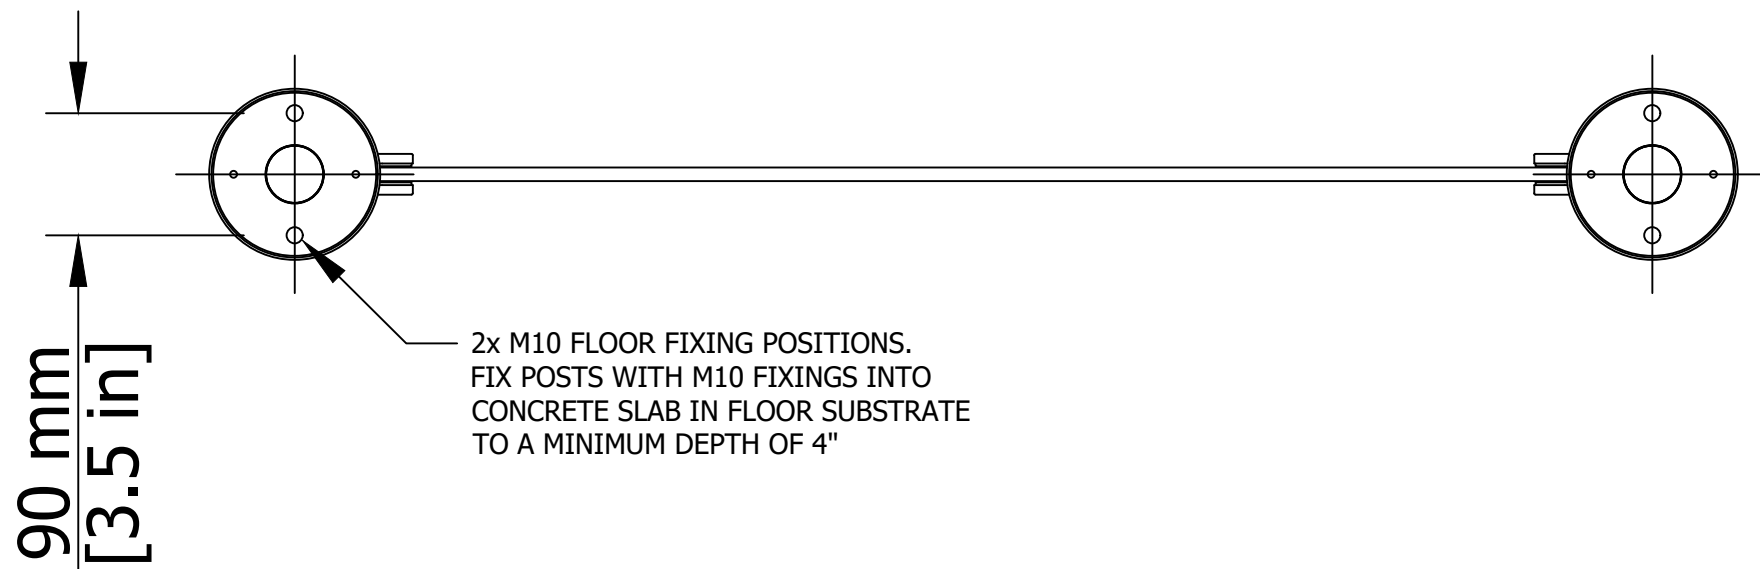 2x M10 FLOOR FIXING POSITIONS.
FIX POSTS WITH M10 FIXINGS INTO
CONCRETE SLAB IN FLOOR SUBSTRATE
TO A MINIMUM DEPTH OF 4"
90 mm
[3.5 in]